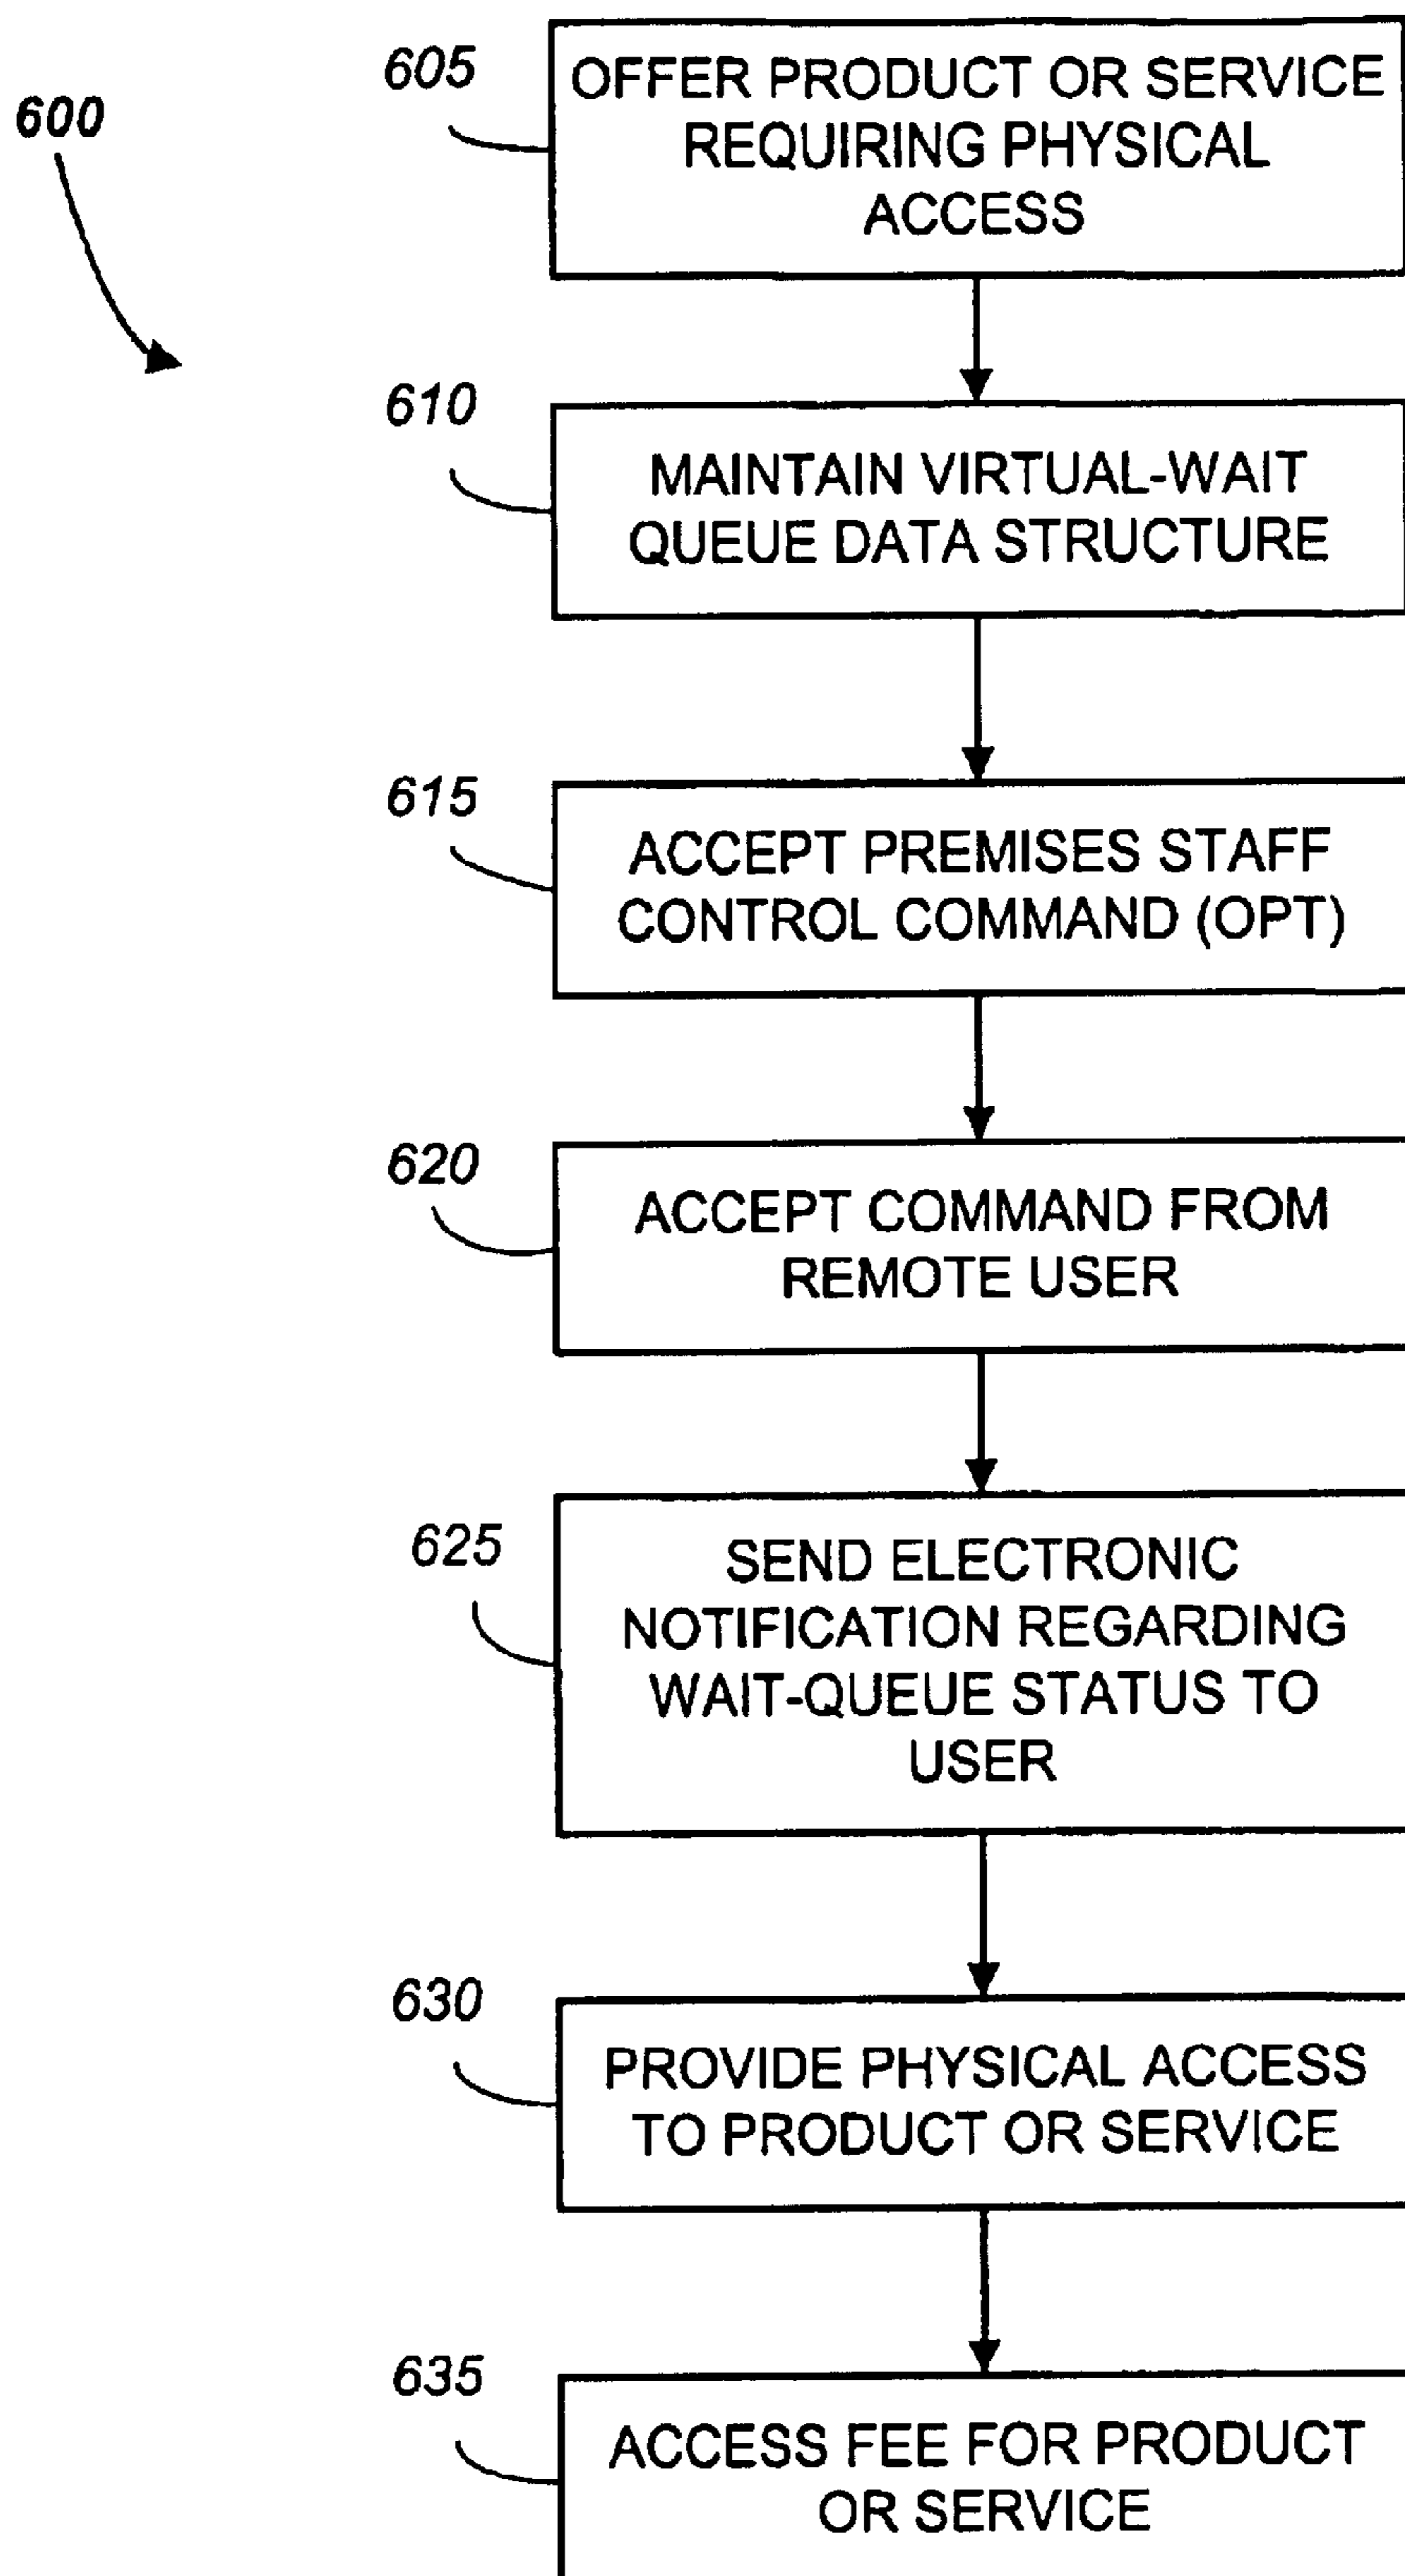 600
605
OFFER PRODUCT OR SERVICE
REQUIRING PHYSICAL
ACCESS
610
MAINTAIN VIRTUAL-WAIT
QUEUE DATA STRUCTURE
615
ACCEPT PREMISES STAFF
CONTROL COMMAND (OPT)
620
ACCEPT COMMAND FROM
REMOTE USER
625
SEND ELECTRONIC
NOTIFICATION REGARDING
WAIT-QUEUE STATUS TO
USER
630
PROVIDE PHYSICAL ACCESS
TO PRODUCT OR SERVICE
635
ACCESS FEE FOR PRODUCT
OR SERVICE